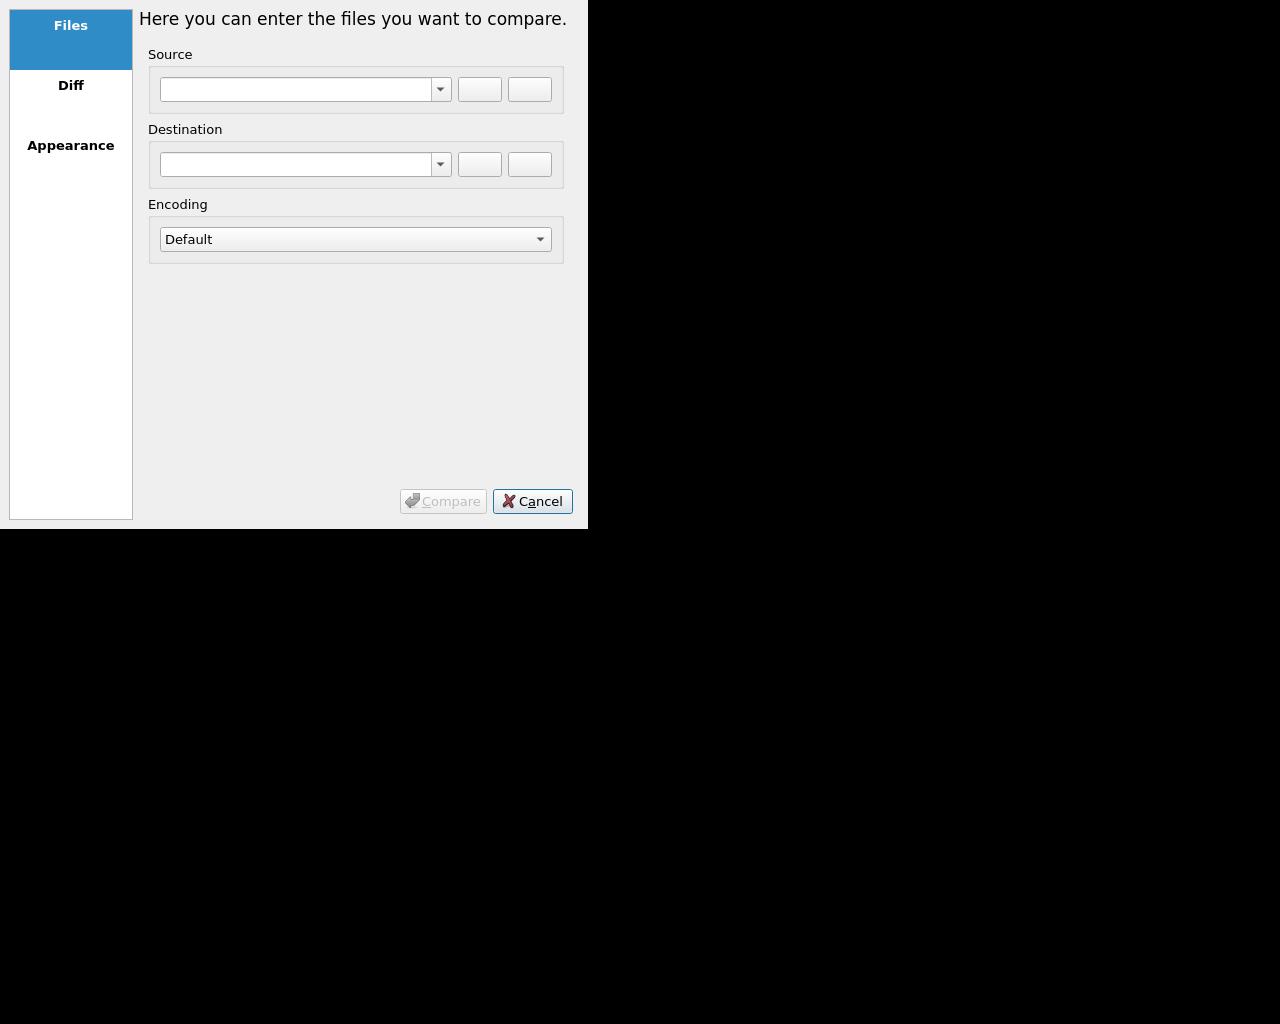 Files
Diff
Appearance
Here you can enter the files you want to compare.
Source
Destination
Encoding
Default
Compare
Cancel